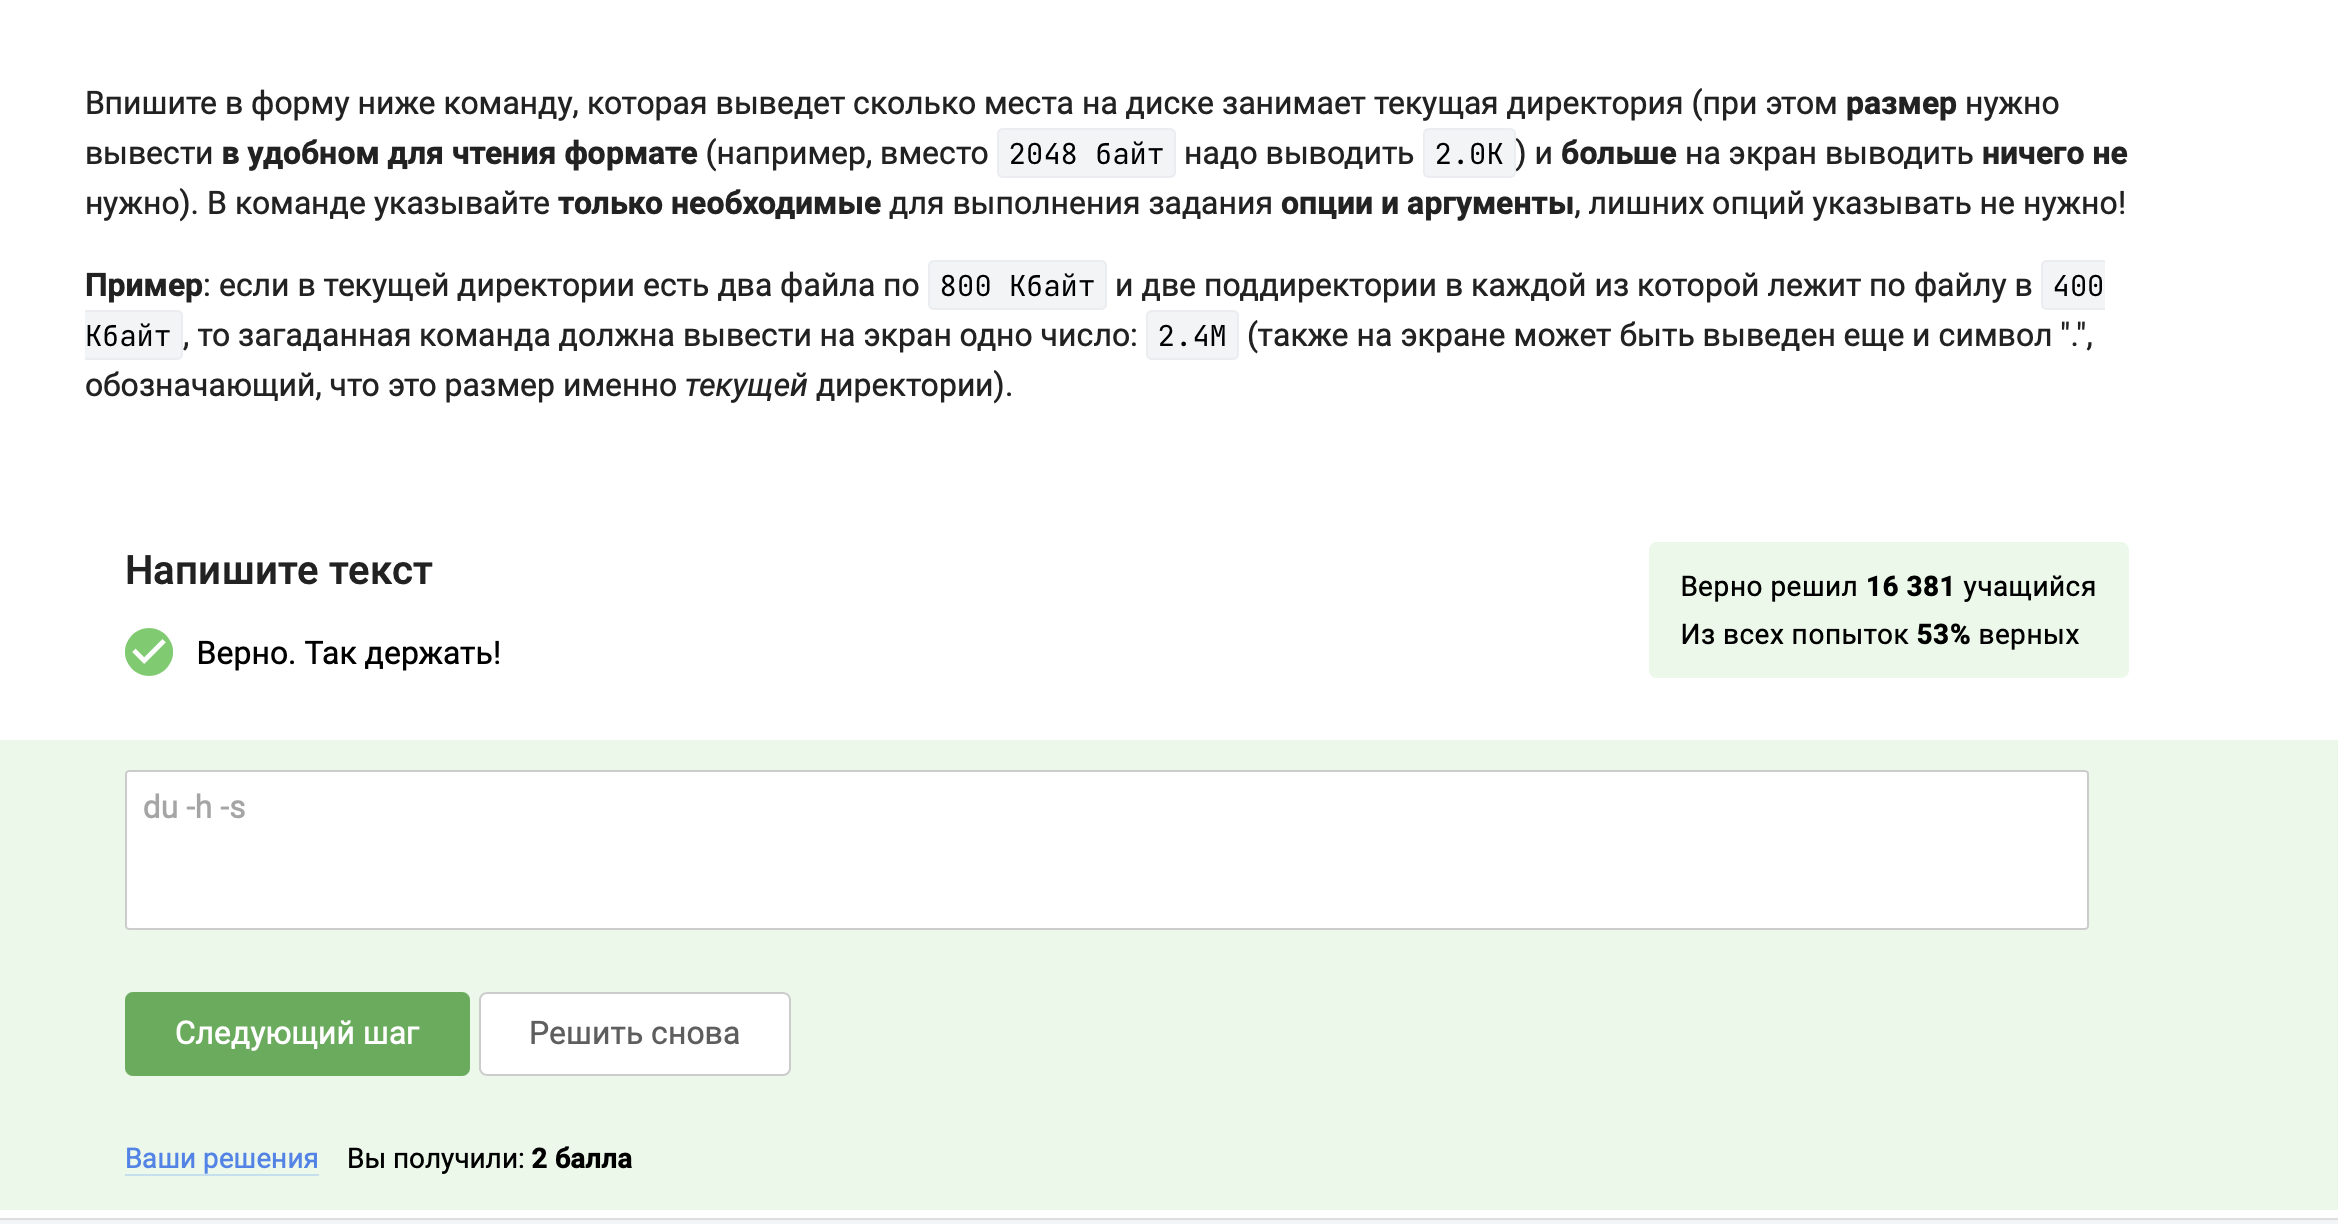 Впишите в форму ниже команду, которая выведет сколько места на диске занимает текущая директория (при этом размер нужно
вывести в удобном для чтения формате (например, вместо 2048 байт надо выводить 2.0K) и больше на экран выводить ничего не
нужно). В команде указывайте только необходимые для выполнения задания опции и аргументы, лишних опций указывать не нужно!
Пример: если в текущей директории есть два файла по 800 Кбайт и две поддиректории в каждой из которой лежит по файлу в 400
Кбайт, то загаданная команда должна вывести на экран одно число: 2.4M (также на экране может быть выведен еще и символ ".",
обозначающий, что это размер именно текущей директории).
Напишите текст
Верно решил 16 381 учащийся
Из всех попыток 53% верных
Верно. Так держать!
du -h -s
Следующий шаг
Решить снова
Ваши решения Вы получили: 2 балла